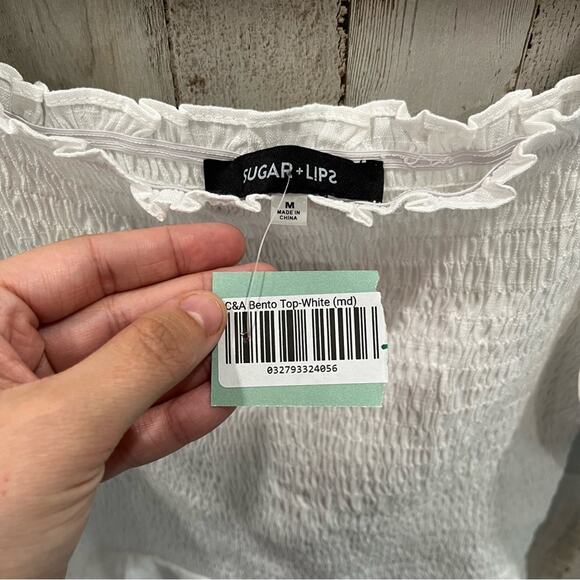 SUGAR+LIPS
M
MADE IN
CHINA
C&A Bento Top-White (md)
032793324056